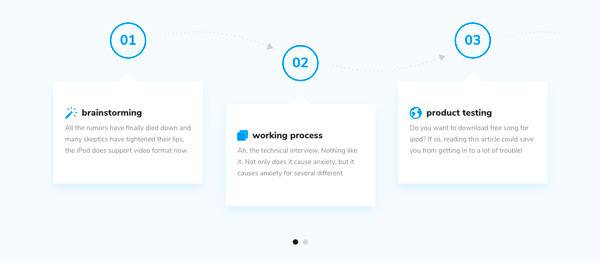 01
brainstorming
All the rumors have finally died down and
many skeptics have tightened their lips,
the iPod does support video format now
02
working process
Ah, the technical interview. Nothing like
it. Not only does it cause anxiety, but it
causes anxiety for several different
03
product testing
Do you want to download free song for
ipod? If so, reading this article could save
you from getting in to a lot of trouble!